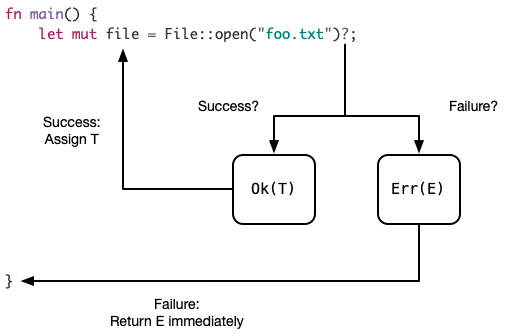 fn main() {
let mut file = File::open("foo.txt")?;
Success?
Failure?
Success:
Assign T
Ok(T)
Err(E)
}
Failure:
Return E immediately